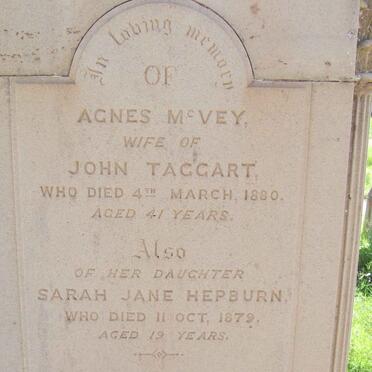 In loving memory
OF
AGNES McVEY,
WIFE OF
JOHN TAGGART,
WHO DIED 4TH MARCH, 1880.
AGED 41 YEARS.
Also
OF HER DAUGHTER
SARAH JANE HEPBURN,
WHO DIED 11 OCT, 1879.
AGED 19 YEARS.